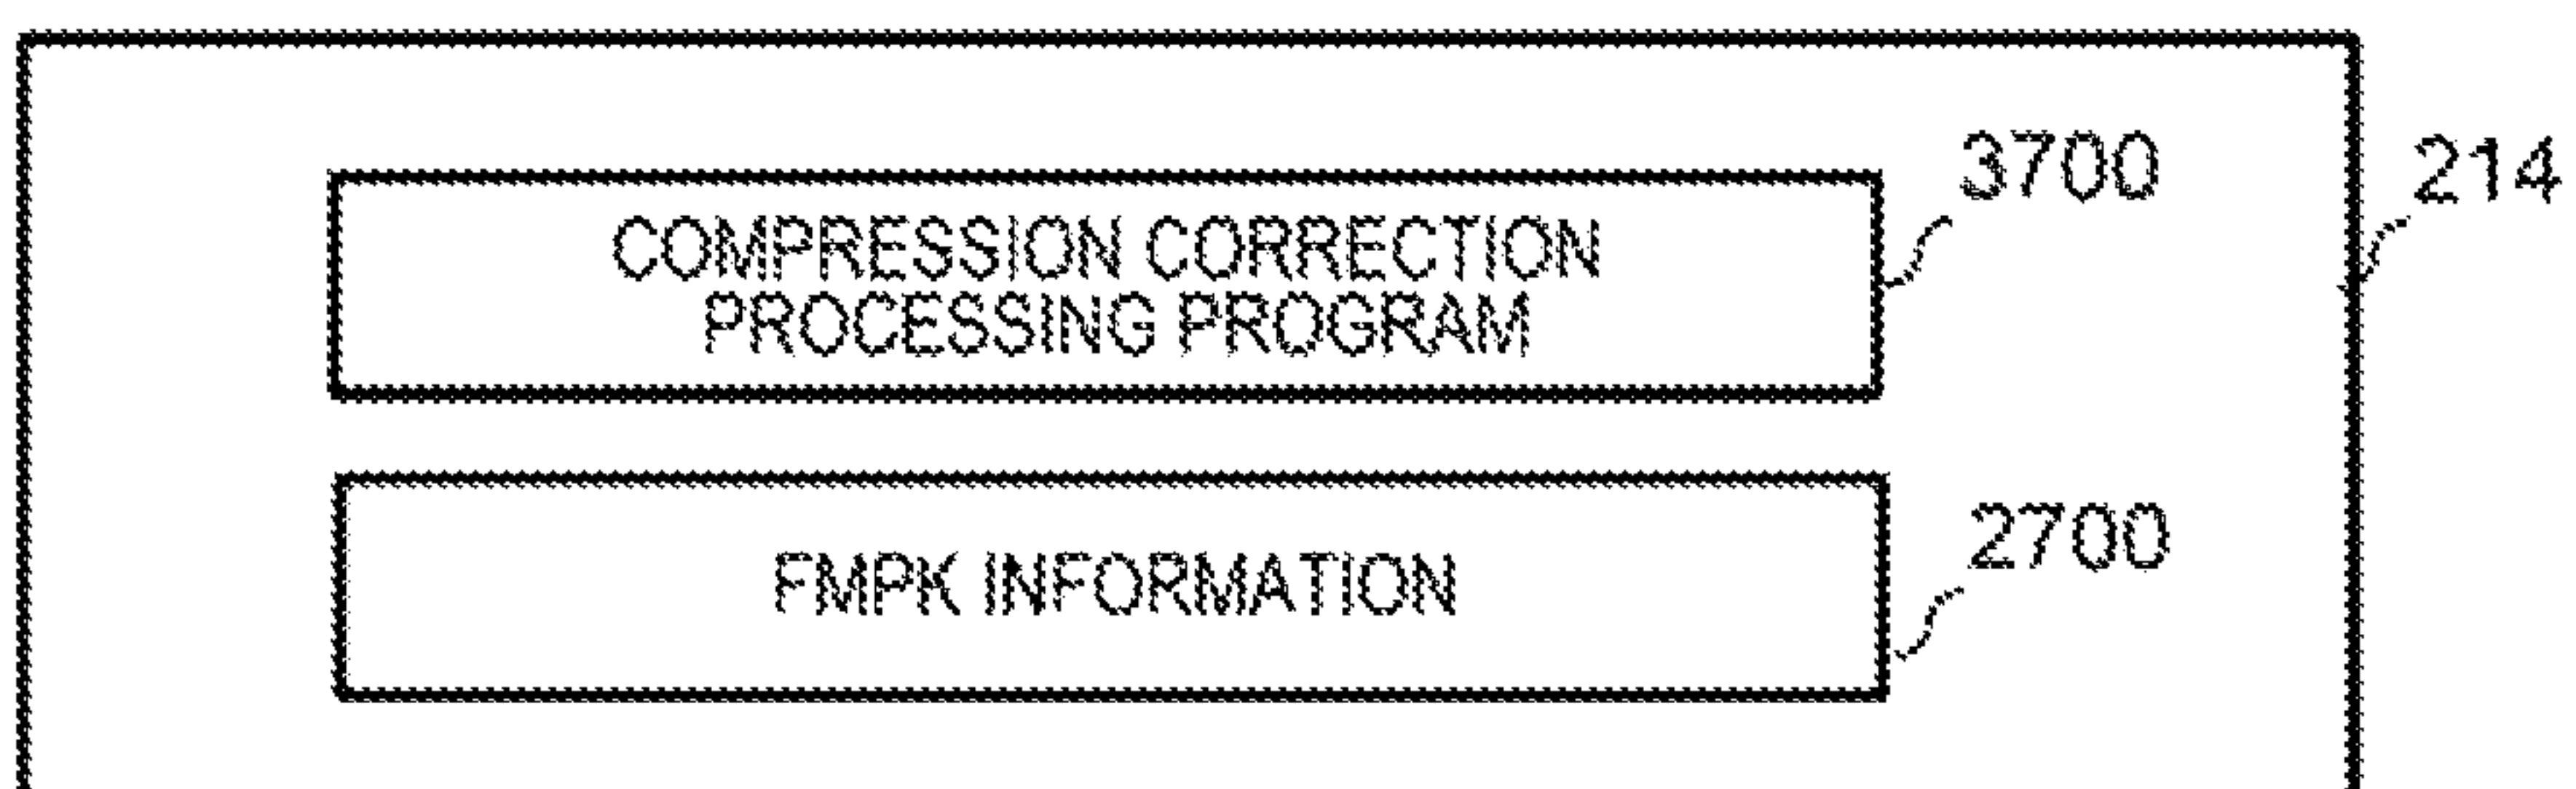 3700
214
COMPRESSION CORRECTION
PROCESSING PROGRAM
2700
FMPK INFORMATION